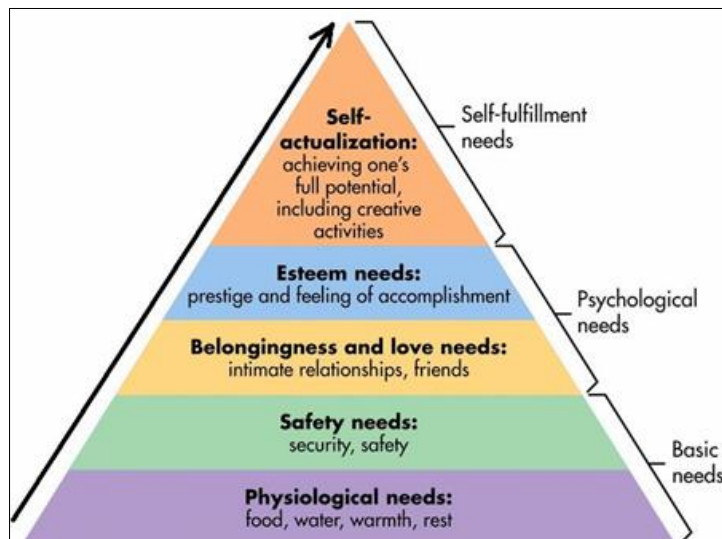 Self-
actualization:
achieving one's
full potential,
including creative
activities
Self-fulfillment
needs
Esteem needs:
prestige and feeling of accomplishment
Psychological
needs
Belongingness and love needs:
intimate relationships, friends
Safety needs:
security, safety
Basic
needs
Physiological needs:
food, water, warmth, rest